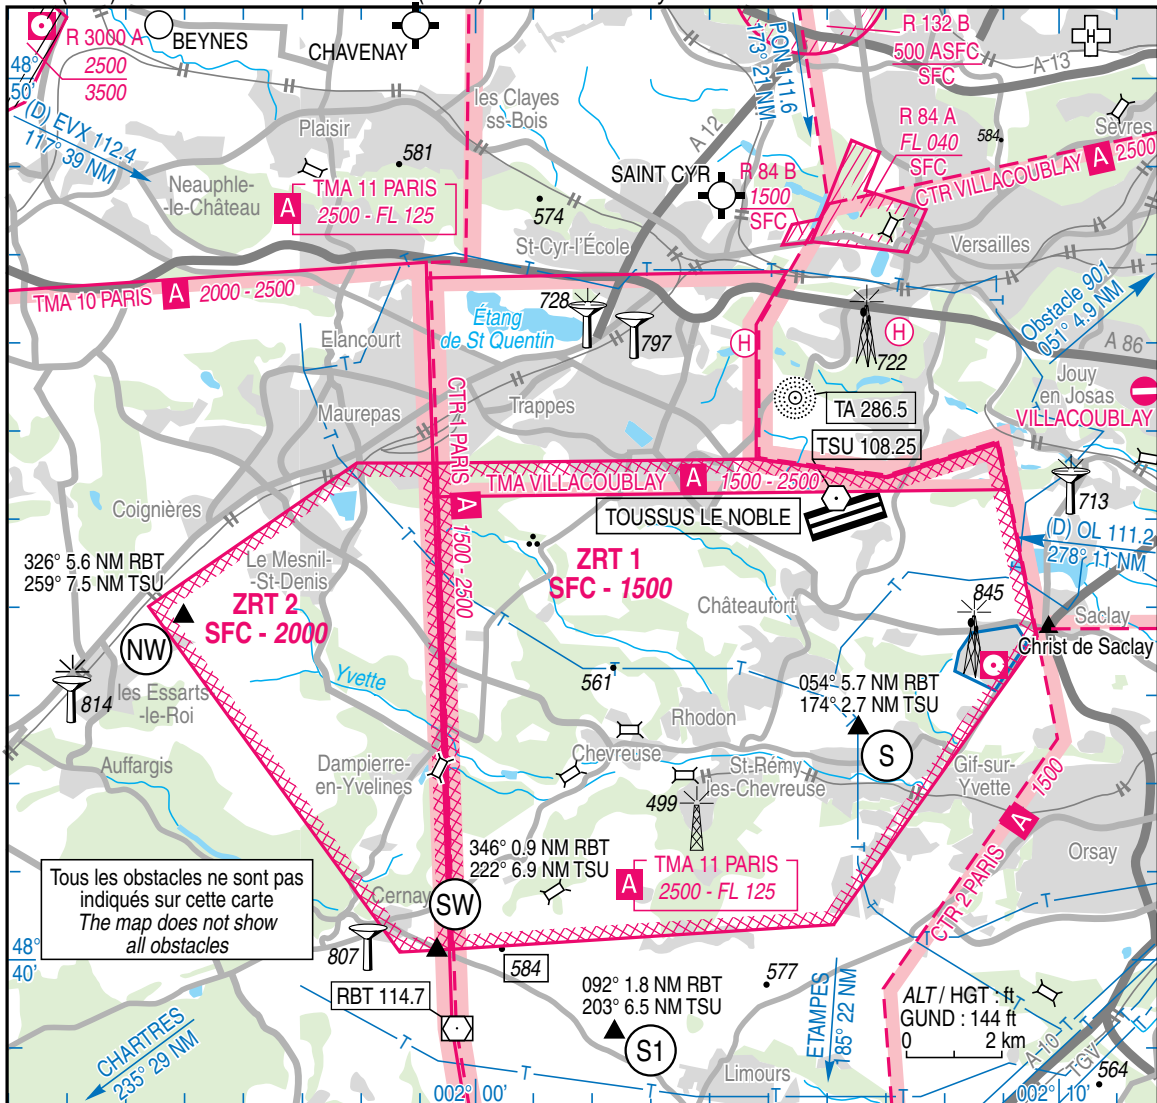 R 3000 A
2500
3500
BEYNES
CHAVENAY
48°
50'
(D) EVX 112.4
117° 39 NM
Plaisir
581
les Clayes
ss-Bois
A 12
PON 111.6
173° 21 NM
R 132 B
500 ASFC
SFC
H
A-13
R 84 A
FL 040
SFC
584
Sèvres
CTR VILLACOUBLAY A 2500
Neauphle-
-le-Château
A
TMA 11 PARIS
2500 - FL 125
574
SAINT CYR
R 84 B
1500
SFC
St-Cyr-l'École
Versailles
TMA 10 PARIS A 2000 - 2500
728
Étang
de St Quentin
797
Elancourt
H
H
722
Obstacle 901
051° 4.9 NM
A 86
Jouy
en Josas
VILLACOUBLAY
Maurepas
Trappes
CTR 1 PARIS A 1500 - 2500
TA 286.5
TSU 108.25
TMA VILLACOUBLAY A 1500 - 2500
713
Coignières
TOUSSUS LE NOBLE
(D) OL 111.2
278° 11 NM
326° 5.6 NM RBT
259° 7.5 NM TSU
Le Mesnil-
-St-Denis
ZRT 2
SFC - 2000
ZRT 1
SFC - 1500
Châteaufort
845
Saclay
Christ de Saclay
NW
Yvette
561
054° 5.7 NM RBT
174° 2.7 NM TSU
814
les Essarts
-le-Roi
Rhodon
S
Auffargis
Dampierre-
en-Yvelines
Chevreuse
St-Rémy
-les-Chevreuse
Gif-sur-
Yvette
499
A 1500
CTR 2 PARIS
Orsay
346° 0.9 NM RBT
222° 6.9 NM TSU
A
TMA 11 PARIS
2500 - FL 125
Tous les obstacles ne sont pas
indiqués sur cette carte
The map does not show
all obstacles
Cernay
SW
48°
40'
807
584
RBT 114.7
092° 1.8 NM RBT
203° 6.5 NM TSU
577
S1
ETAMPES
185° 22 NM
ALT / HGT : ft
GUND : 144 ft
0 2 km
CHARTRES
235° 29 NM
Limours
A-10
TGV
564
002° 00'
002° 10'